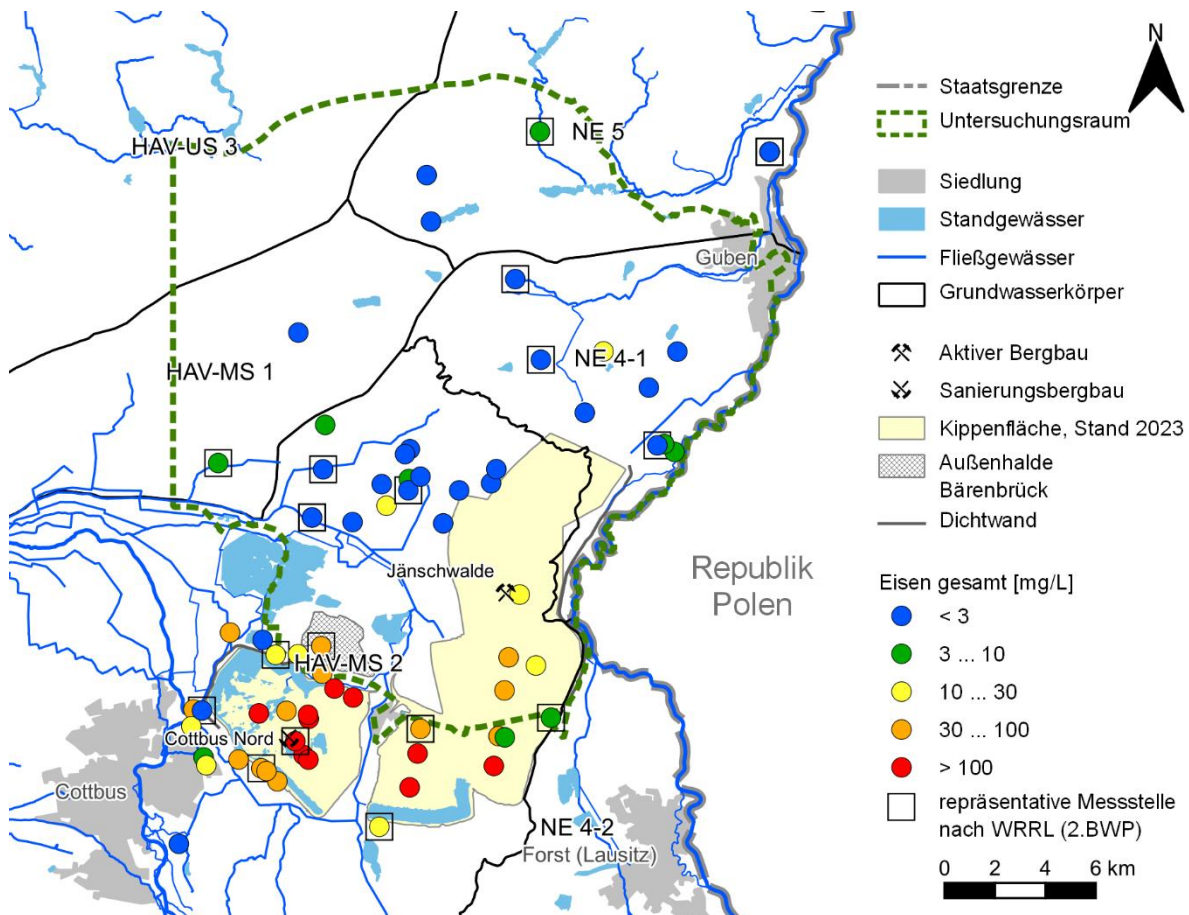 N
Staatsgrenze
Untersuchungsraum
Siedlung
Standgewässer
Fließgewässer
Grundwasserkörper
Aktiver Bergbau
Sanierungsbergbau
Kippenfläche, Stand 2023
Außenhalde
Bärenbrück
Dichtwand
Eisen gesamt [mg/L]
< 3
3 ... 10
10 ... 30
30 ... 100
> 100
repräsentative Messstelle
nach WRRL (2.BWP)
0 2 4 6 km
HAV-US 3
NE 5
Guben
NE 4-1
HAV-MS 1
Jänschwalde
Republik
Polen
HAV-MS 2
Cottbus Nord
Cottbus
NE 4-2
Forst (Lausitz)